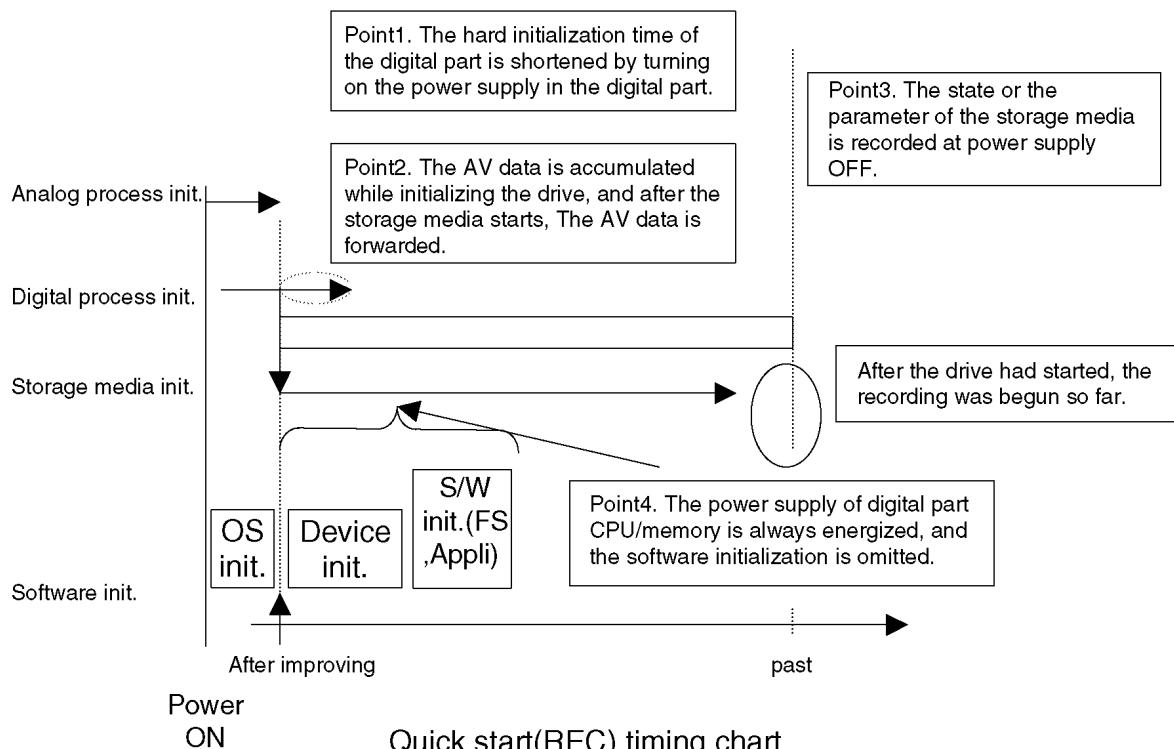 Point1. The hard initialization time of
the digital part is shortened by turning
on the power supply in the digital part.
Point3. The state or the
parameter of the storage media
is recorded at power supply
OFF.
Point2. The AV data is accumulated
while initializing the drive, and after the
storage media starts, The AV data is
forwarded.
Analog process init.
Digital process init.
Storage media init.
After the drive had started, the
recording was begun so far.
OS
init.
Device
init.
S/W
init.(FS
,Appli)
Point4. The power supply of digital part
CPU/memory is always energized, and
the software initialization is omitted.
Software init.
After improving
past
Power
ON
Quick start(REC) timing chart